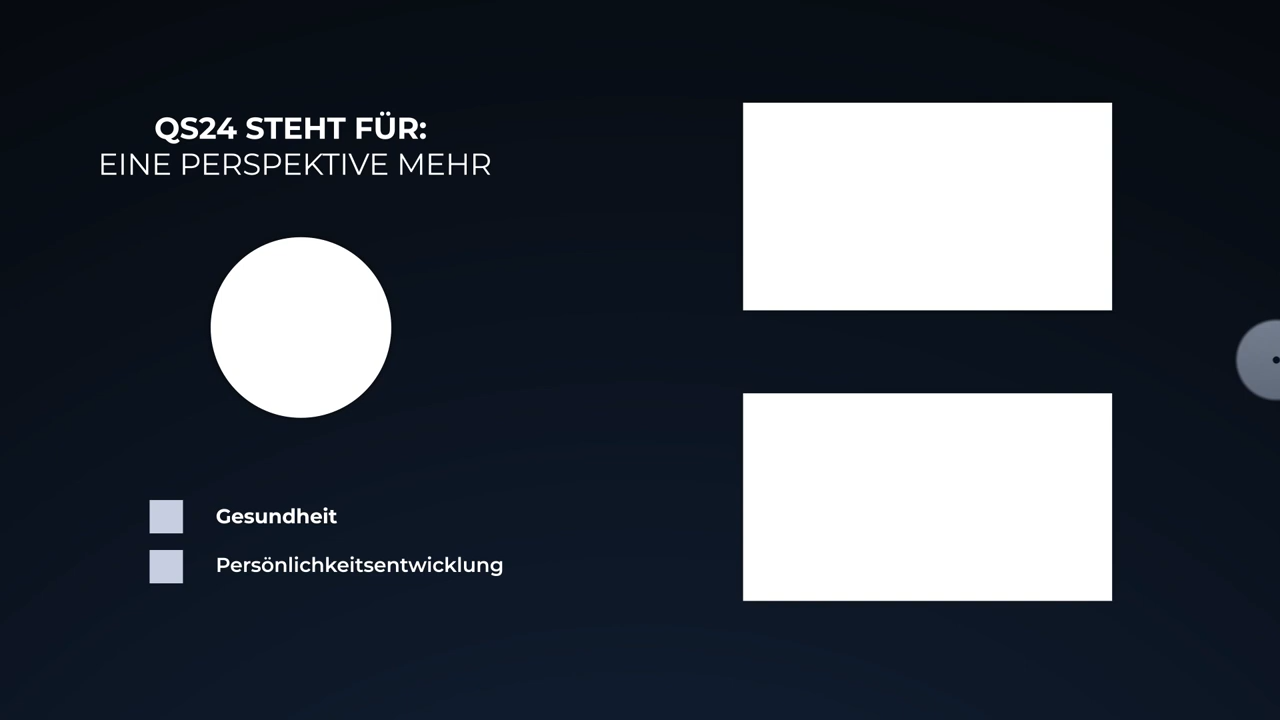 QS24 STEHT FÜR:
EINE PERSPEKTIVE MEHR
Gesundheit
Persönlichkeitsentwicklung